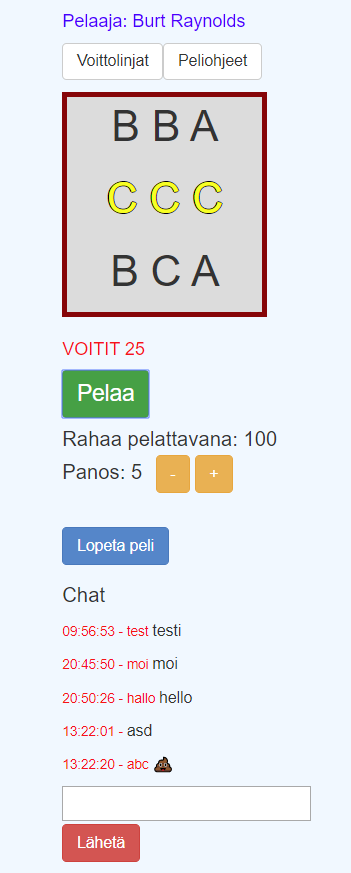 Pelaaja: Burt Raynolds
Voittolinjat Peliohjeet
B B A
C C C
B C A
VOITIT 25
Pelaa
Rahaa pelattavana: 100
Panos: 5 - +
Lopeta peli
Chat
09:56:53 - test testi
20:45:50 - moi moi
20:50:26 - hallo hello
13:22:01 - asd
13:22:20 - abc 💩
Lähetä